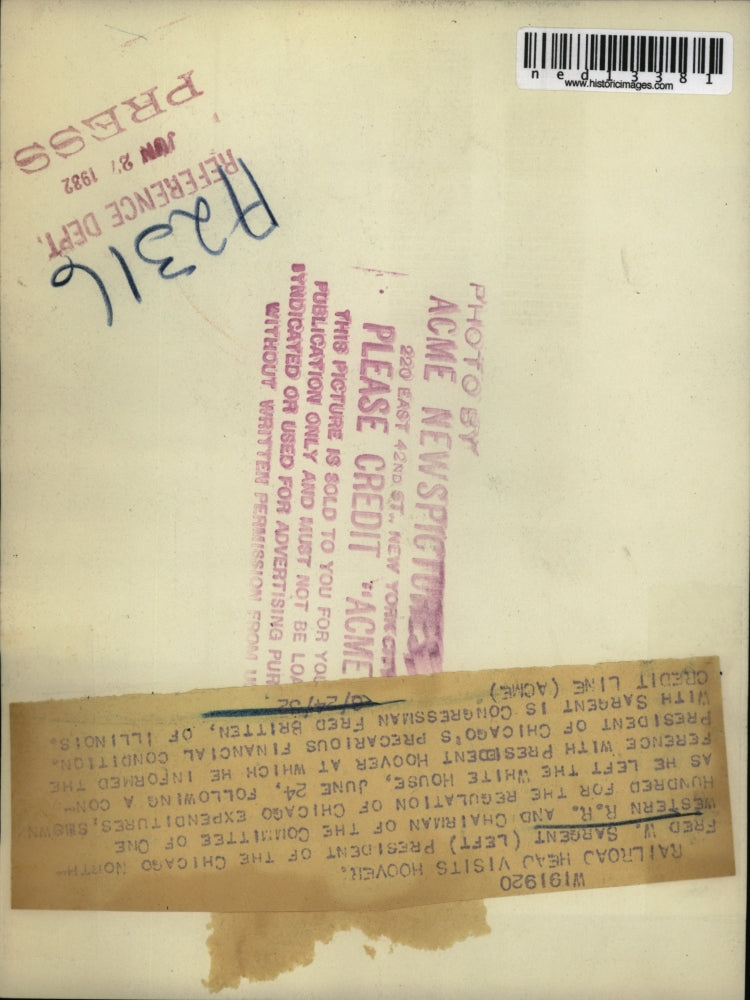 ned13381
www.historicimages.com
PRESS
JUN 27 1932
REFERENCE DEPT.
A2316
PHOTO BY
ACME NEWSPICTURES,
220 EAST 42ND ST., NEW YORK CITY
PLEASE CREDIT "ACME
THIS PICTURE IS SOLD TO YOU FOR YOU
PUBLICATION ONLY AND MUST NOT BE LOA
SYNDICATED OR USED FOR ADVERTISING PUR
WITHOUT WRITTEN PERMISSION FROM U
W191920
RAILROAD HEAD VISITS HOOVER.
FRED W. SARGENT (LEFT) PRESIDENT OF THE CHICAGO NORTH-
WESTERN R.R. AND CHAIRMAN OF THE COMMITTEE OF ONE
HUNDRED FOR THE REGULATION OF CHICAGO EXPENDITURES, SHOWN
AS HE LEFT THE WHITE HOUSE, JUNE 24, FOLLOWING A CON-
FERENCE WITH PRESIDENT HOOVER AT WHICH HE INFORMED THE
PRESIDENT OF CHICAGO'S PRECARIOUS FINANCIAL CONDITION.
WITH SARGENT IS CONGRESSMAN FRED BRITTEN, OF ILLINOIS.
CREDIT LINE (ACME) 6/24/32